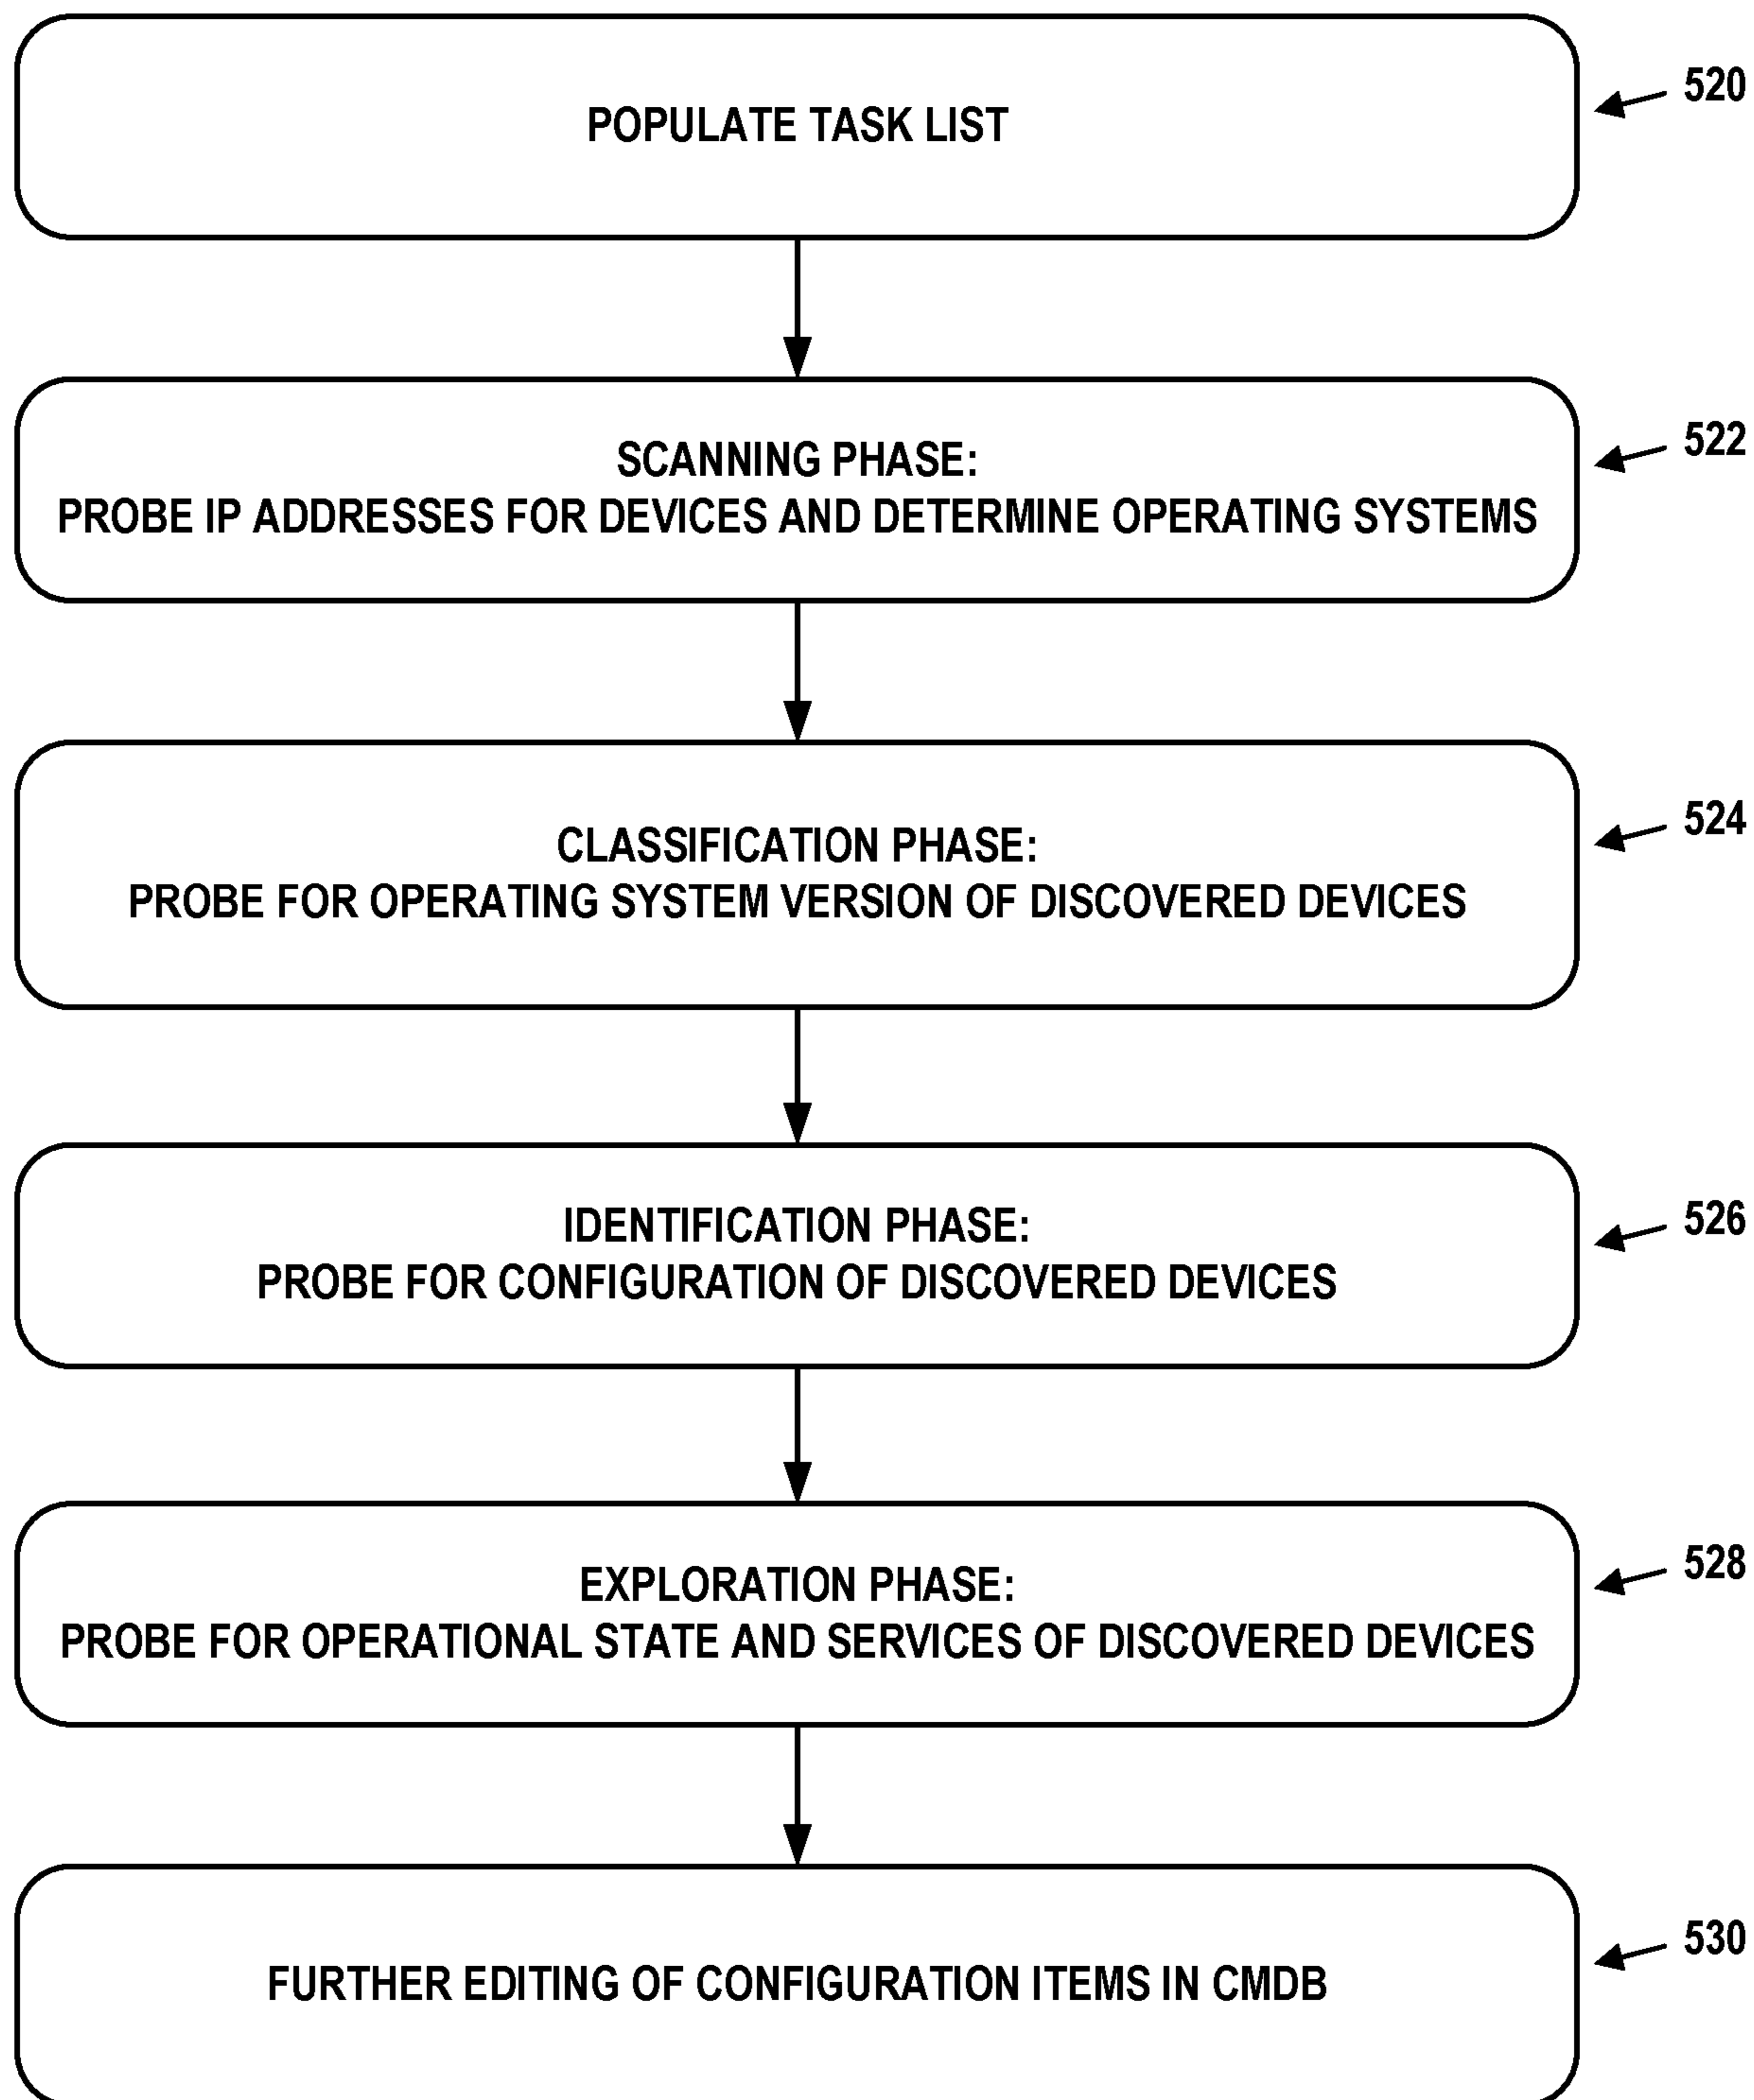 POPULATE TASK LIST
520
SCANNING PHASE:
PROBE IP ADDRESSES FOR DEVICES AND DETERMINE OPERATING SYSTEMS
522
CLASSIFICATION PHASE:
PROBE FOR OPERATING SYSTEM VERSION OF DISCOVERED DEVICES
524
IDENTIFICATION PHASE:
PROBE FOR CONFIGURATION OF DISCOVERED DEVICES
526
EXPLORATION PHASE:
PROBE FOR OPERATIONAL STATE AND SERVICES OF DISCOVERED DEVICES
528
FURTHER EDITING OF CONFIGURATION ITEMS IN CMDB
530